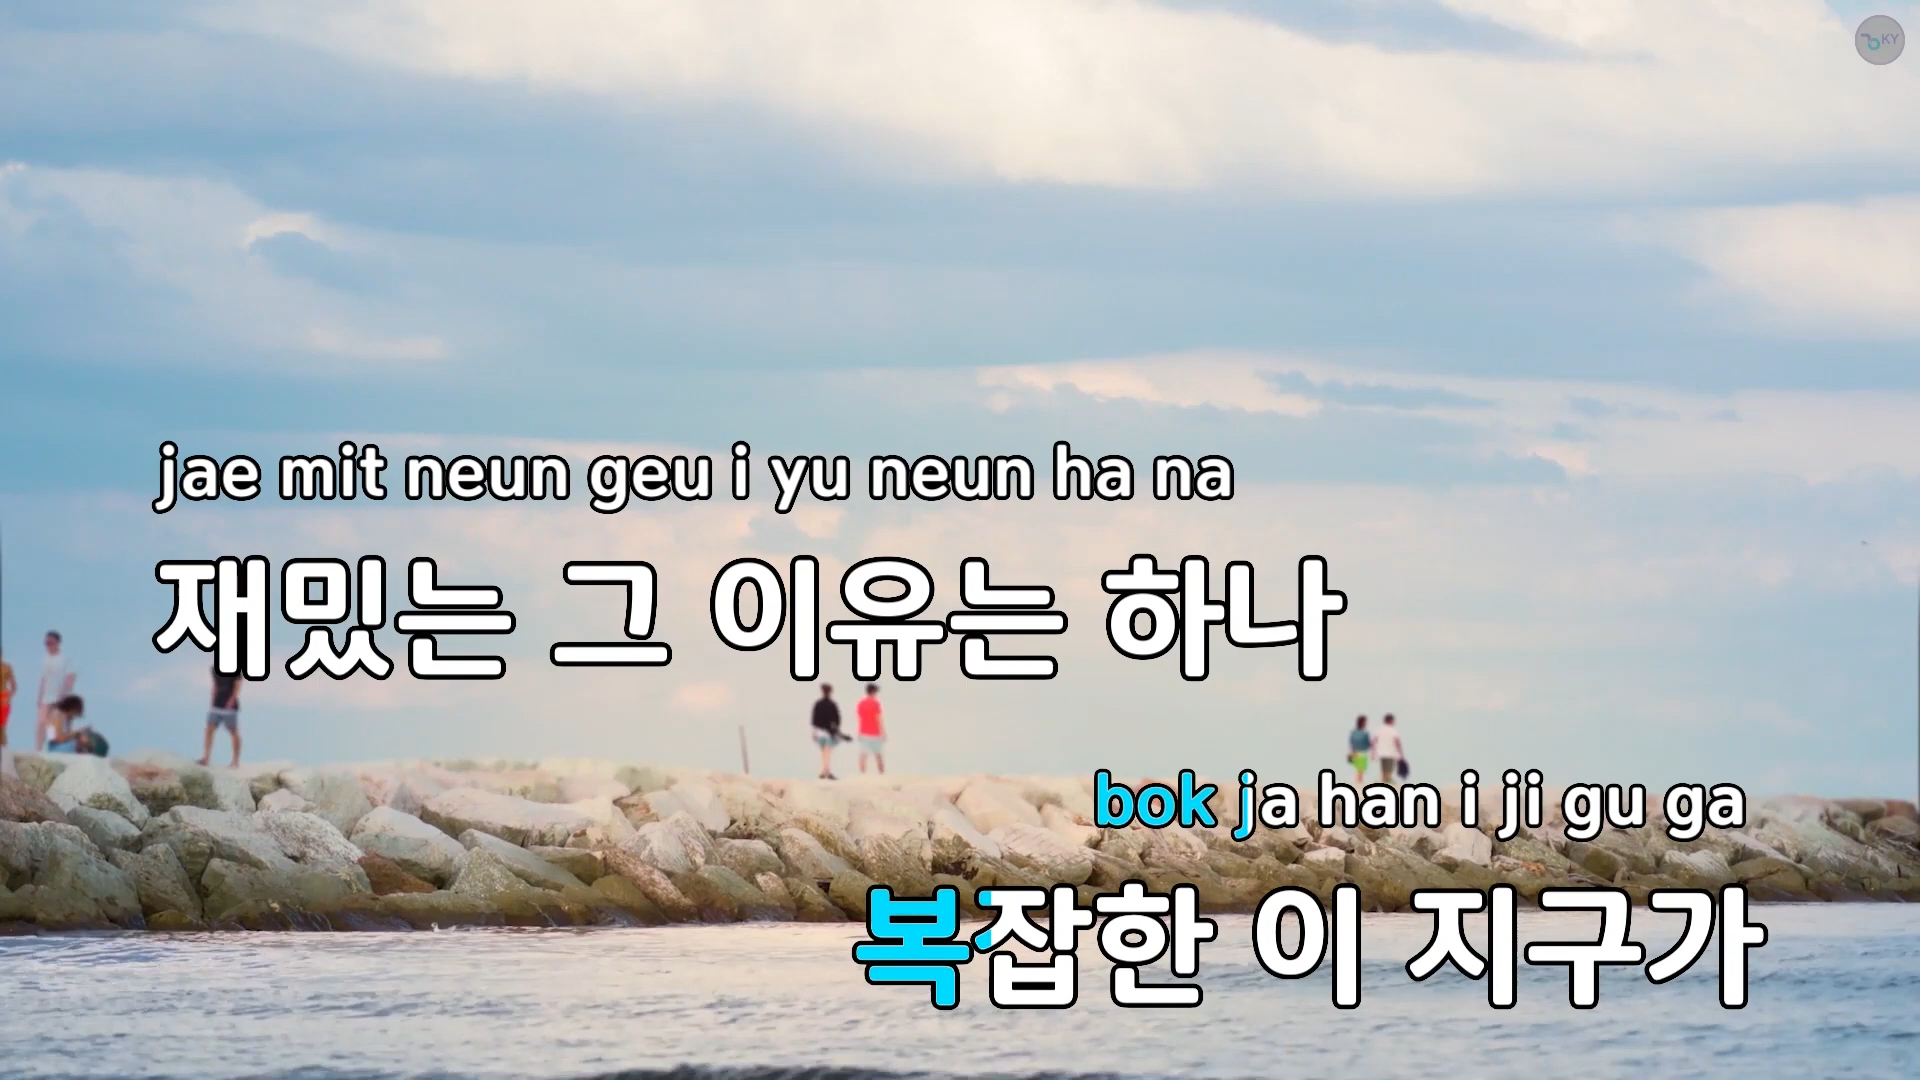 KY
jae mit neun geu i yu neun ha na
재밌는 그 이유는 하나
bok ja han i ji gu ga
복잡한 이 지구가